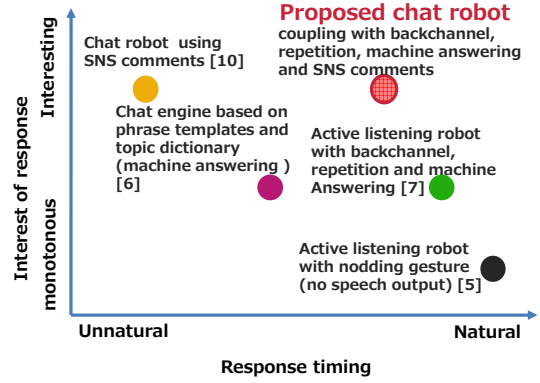 Proposed chat robot
coupling with backchannel,
repetition, machine answering
and SNS comments
Chat robot using
SNS comments [10]
Chat engine based on
phrase templates and
topic dictionary
(machine answering )
[6]
Active listening robot
with backchannel,
repetition and machine
Answering [7]
Active listening robot
with nodding gesture
(no speech output) [5]
Interest of response
Interesting
monotonous
Unnatural
Natural
Response timing